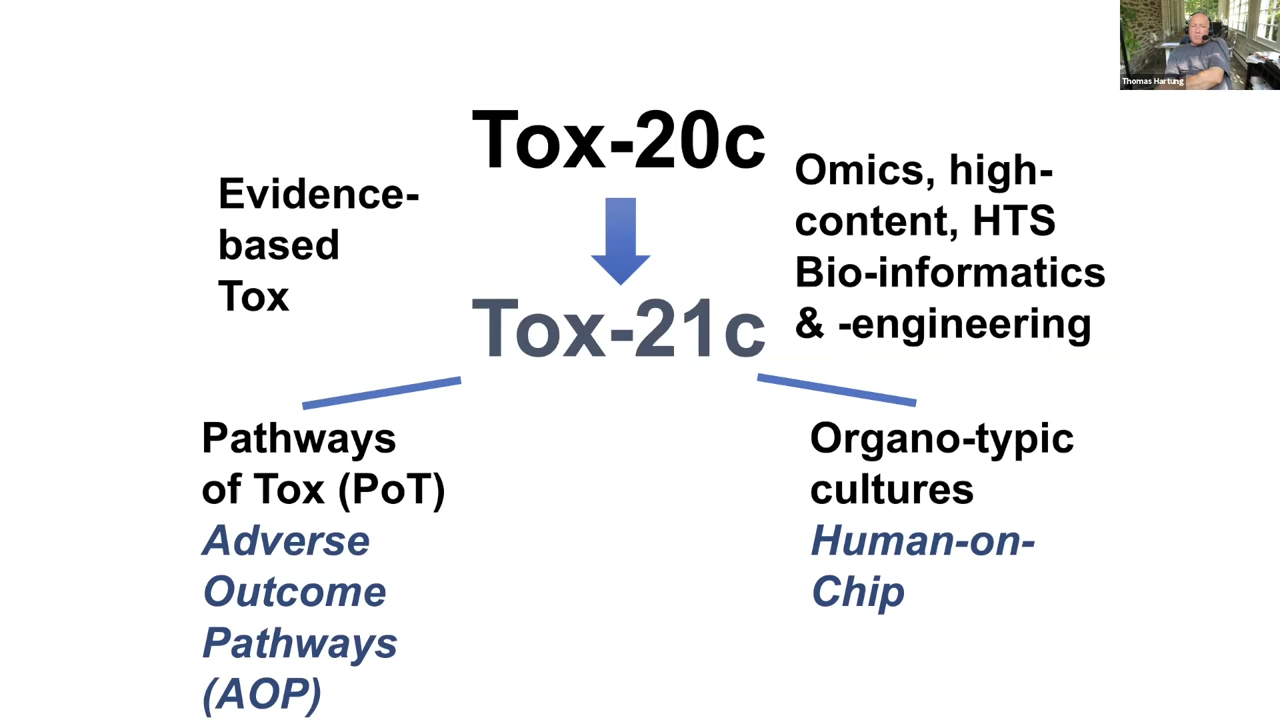 Thomas Hartung
Tox-20c
Evidence-
based
Tox
Omics, high-
content, HTS
Bio-informatics
& -engineering
Tox-21c
Pathways
of Tox (PoT)
Adverse
Outcome
Pathways
(AOP)
Organo-typic
cultures
Human-on-
Chip